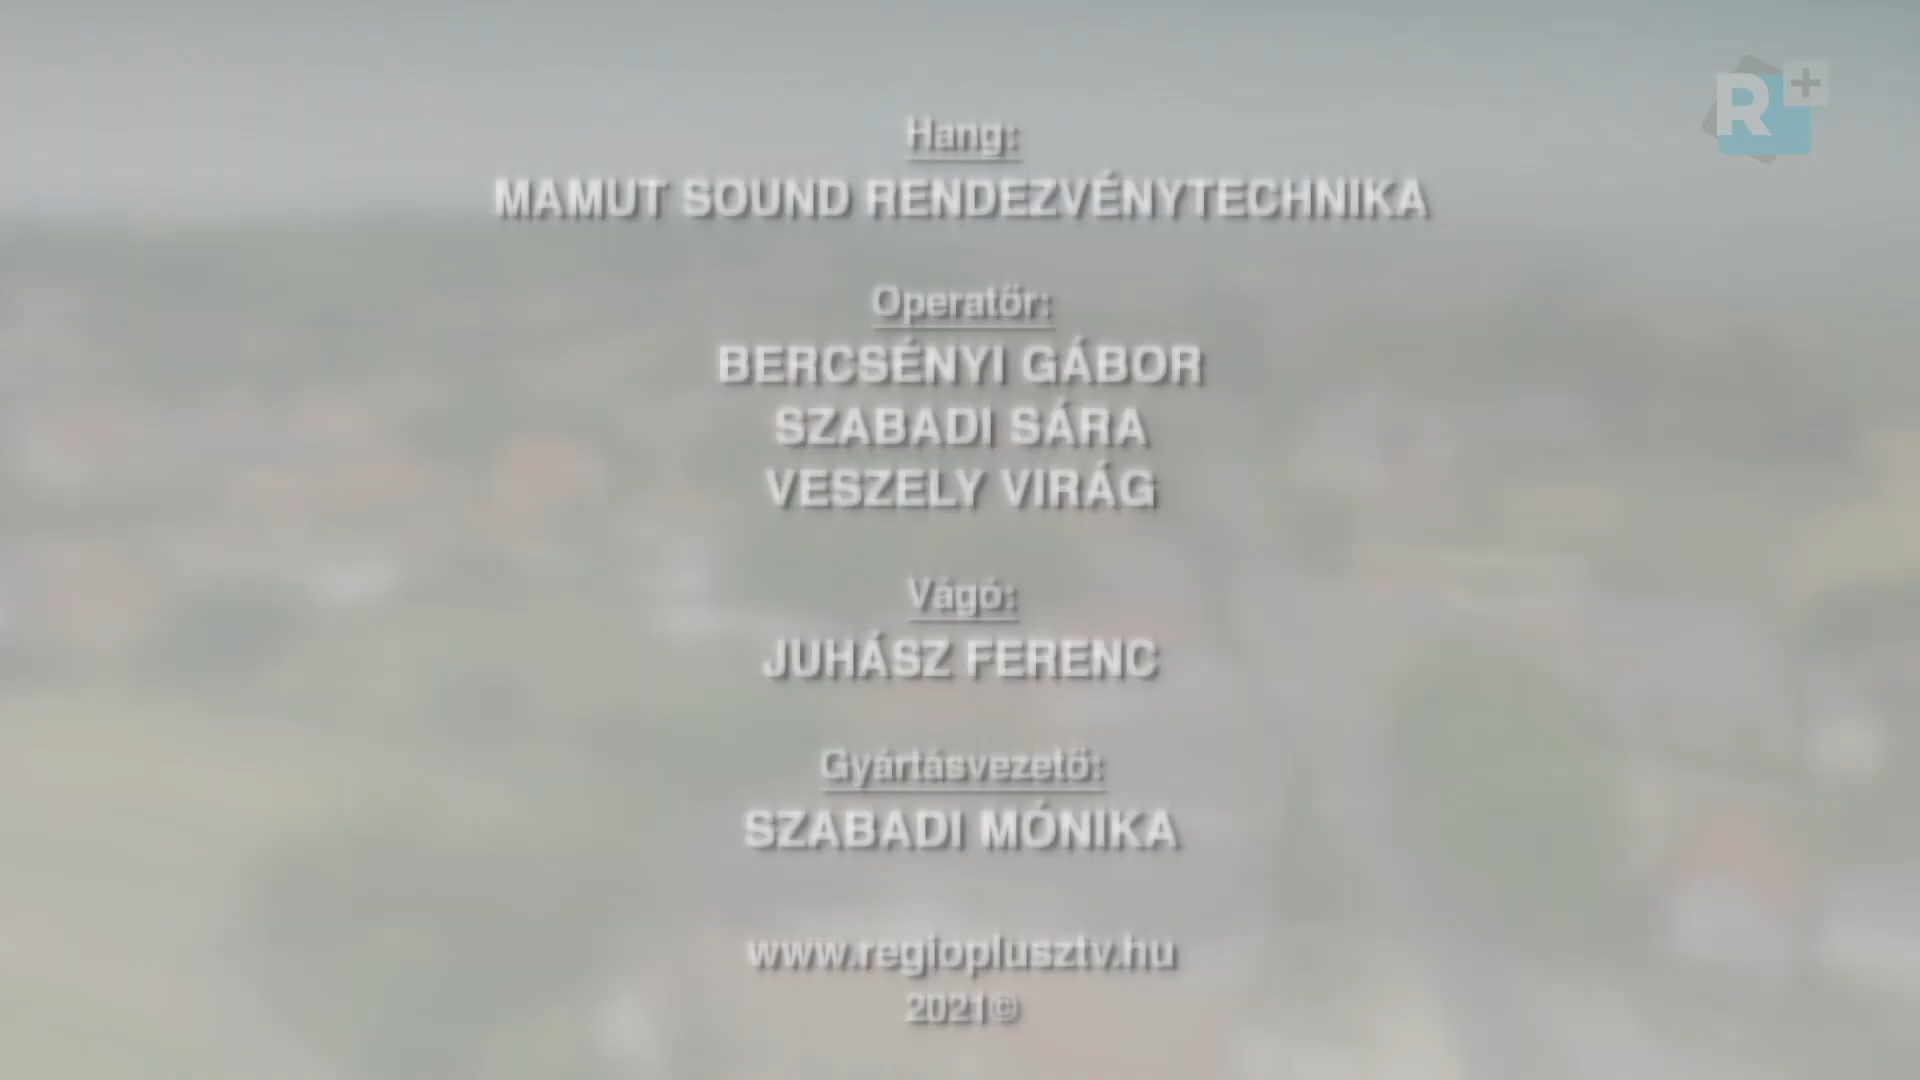 R+
Hang:
MAMUT SOUND RENDEZVÉNYTECHNIKA
Operatőr:
BERCSÉNYI GÁBOR
SZABADI SÁRA
VESZELY VIRÁG
Vágó:
JUHÁSZ FERENC
Gyártásvezető:
SZABADI MÓNIKA
www.regioplusztv.hu
2021©